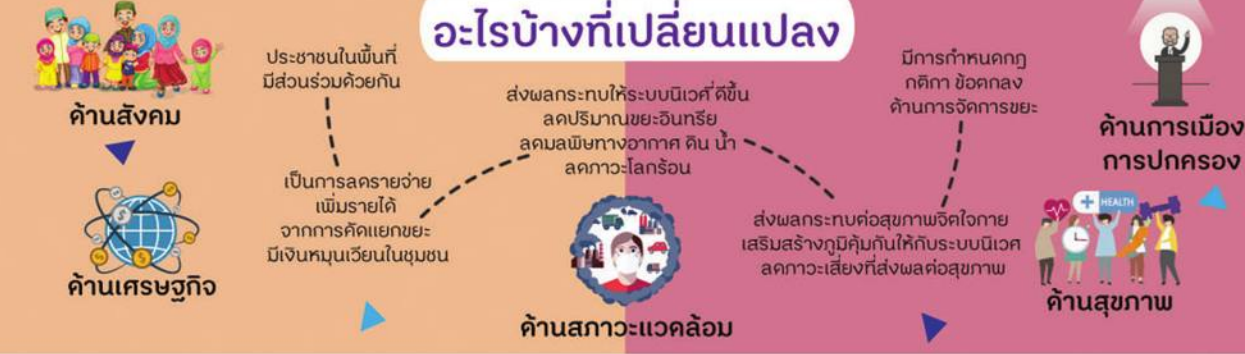 อะไรบ้างที่เปลี่ยนแปลง
ด้านสังคม
ประชาชนในพื้นที่
มีส่วนร่วมด้วยกัน
ด้านเศรษฐกิจ
เป็นการลดรายจ่าย
เพิ่มรายได้
จากการคัดแยกขยะ
มีเงินหมุนเวียนในชุมชน
ส่งผลกระทบให้ระบบนิเวศ์ดีขึ้น
ลดปริมาณขยะอินทรีย
ลดมลพิษทางอากาศ ดิน น้ำ
ลดภาวะโลกร้อน
ด้านสภาวะแวดล้อม
ส่งผลกระทบต่อสุขภาพจิตใจกาย
เสริมสร้างภูมิคุ้มกันให้กับระบบนิเวศ
ลดภาวะเสี่ยงที่ส่งผลต่อสุขภาพ
HEALTH
ด้านสุขภาพ
มีการกำหนดกฎ
กติกา ข้อตกลง
ด้านการจัดการขยะ
ด้านการเมือง
การปกครอง